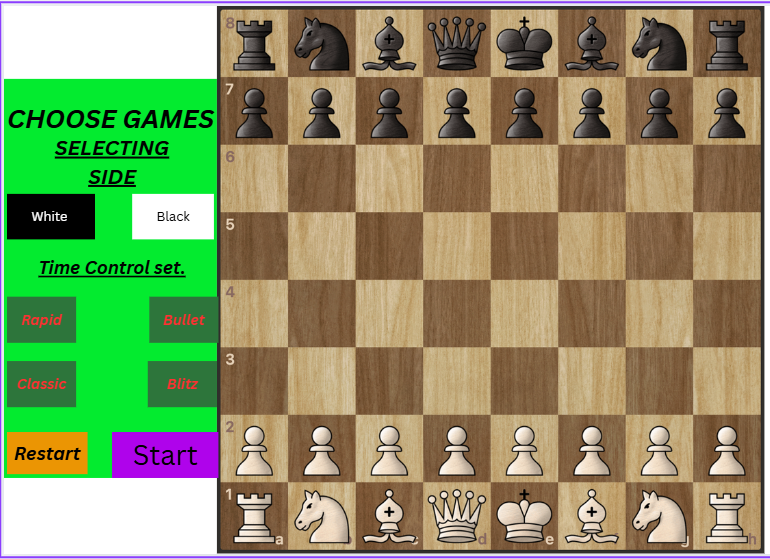 CHOOSE GAMES
SELECTING
SIDE
White Black
Time Control set.
Rapid Bullet
Classic Blitz
Restart Start
8
7
6
5
4
3
2
1
a c d e g h